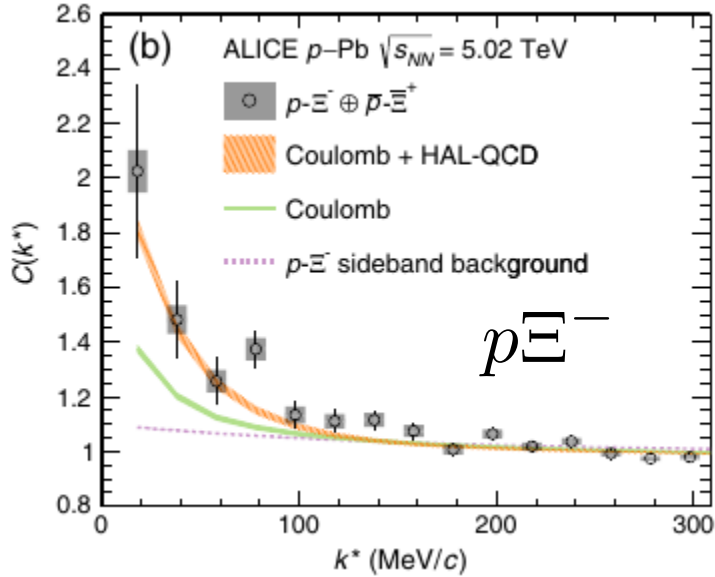 (b) ALICE p–Pb √s_NN = 5.02 TeV
p-Ξ⁻ ⊕ p̅-Ξ̅⁺
Coulomb + HAL-QCD
Coulomb
p-Ξ⁻ sideband background
pΞ⁻
C(k*)
2.6
2.4
2.2
2
1.8
1.6
1.4
1.2
1
0.8
0 100 200 300
k* (MeV/c)